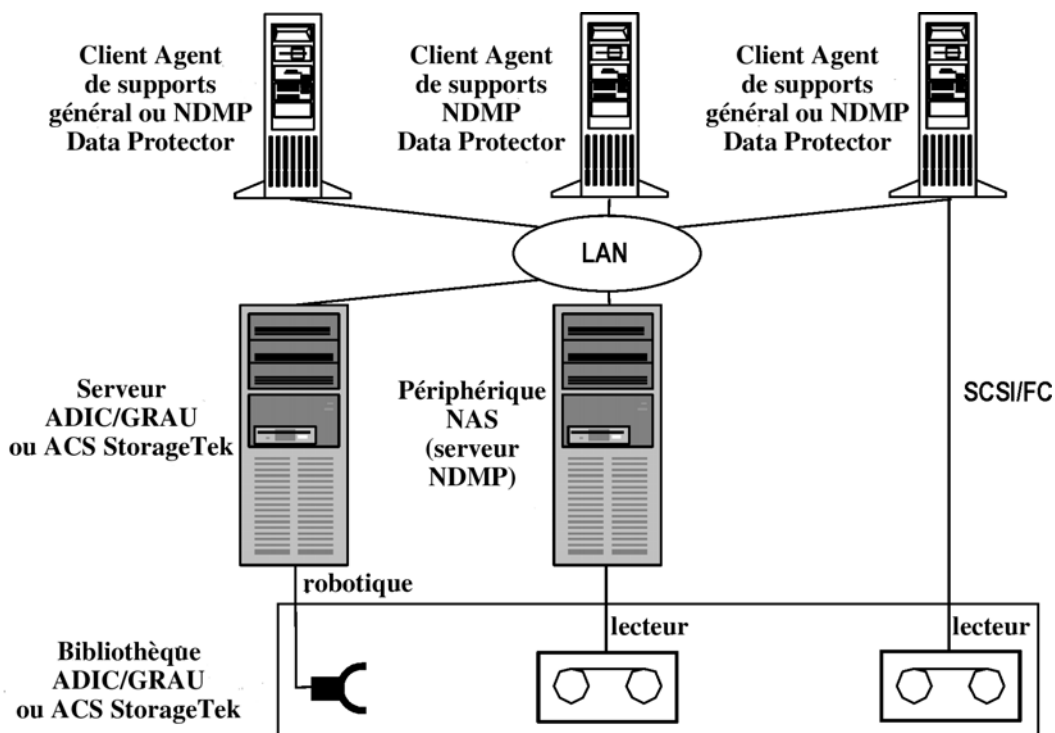 Client Agent
de supports
général ou NDMP
Data Protector
Client Agent
de supports
NDMP
Data Protector
Client Agent
de supports
général ou NDMP
Data Protector
LAN
Serveur
ADIC/GRAU
ou ACS StorageTek
Périphérique
NAS
(serveur
NDMP)
SCSI/FC
robotique
lecteur
lecteur
Bibliothèque
ADIC/GRAU
ou ACS StorageTek